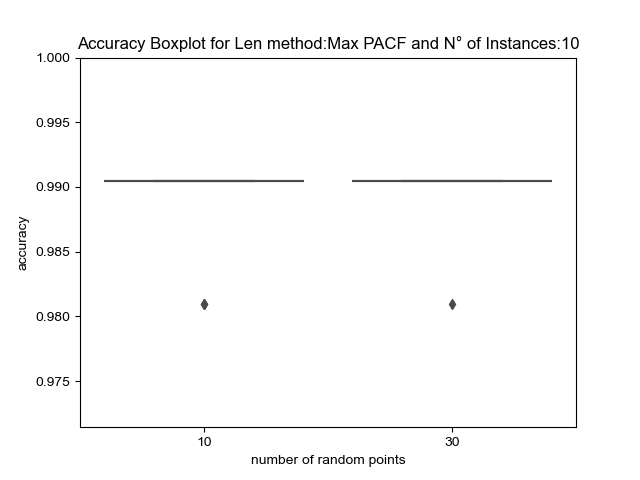 Accuracy Boxplot for Len method:Max PACF and N° of Instances:10
1.000
0.995
0.990
0.985
0.980
0.975
accuracy
10 30
number of random points